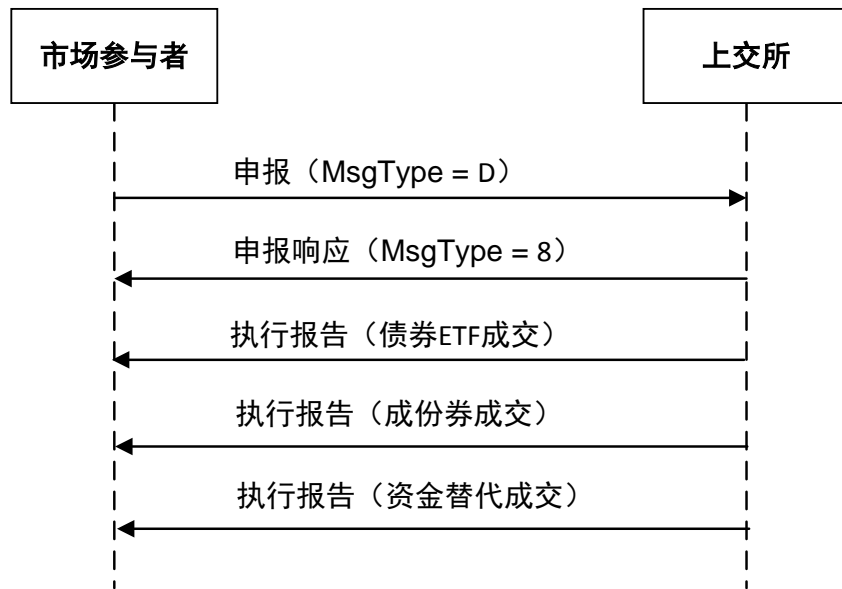 市场参与者
上交所
申报（MsgType = D）
申报响应（MsgType = 8）
执行报告（债券ETF成交）
执行报告（成份券成交）
执行报告（资金替代成交）